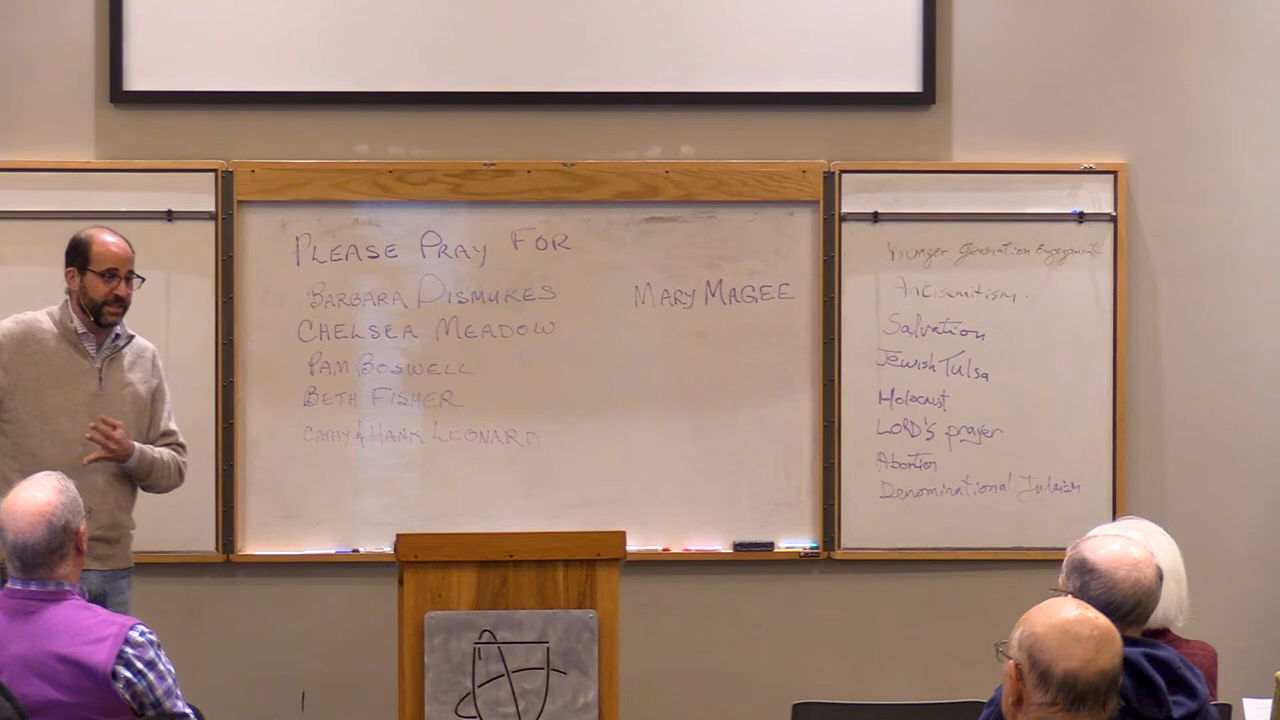 PLEASE PRAY FOR
BARBARA DISMUKES
MARY MAGEE
CHELSEA MEADOW
PAM BOSWELL
BETH FISHER
CATHY & HANK LEONARD
Younger Generation Engagement
Antisemitism.
Salvation
Jewish Tulsa
Holocaust
LORD'S prayer
Abortion
Denominational Judaism